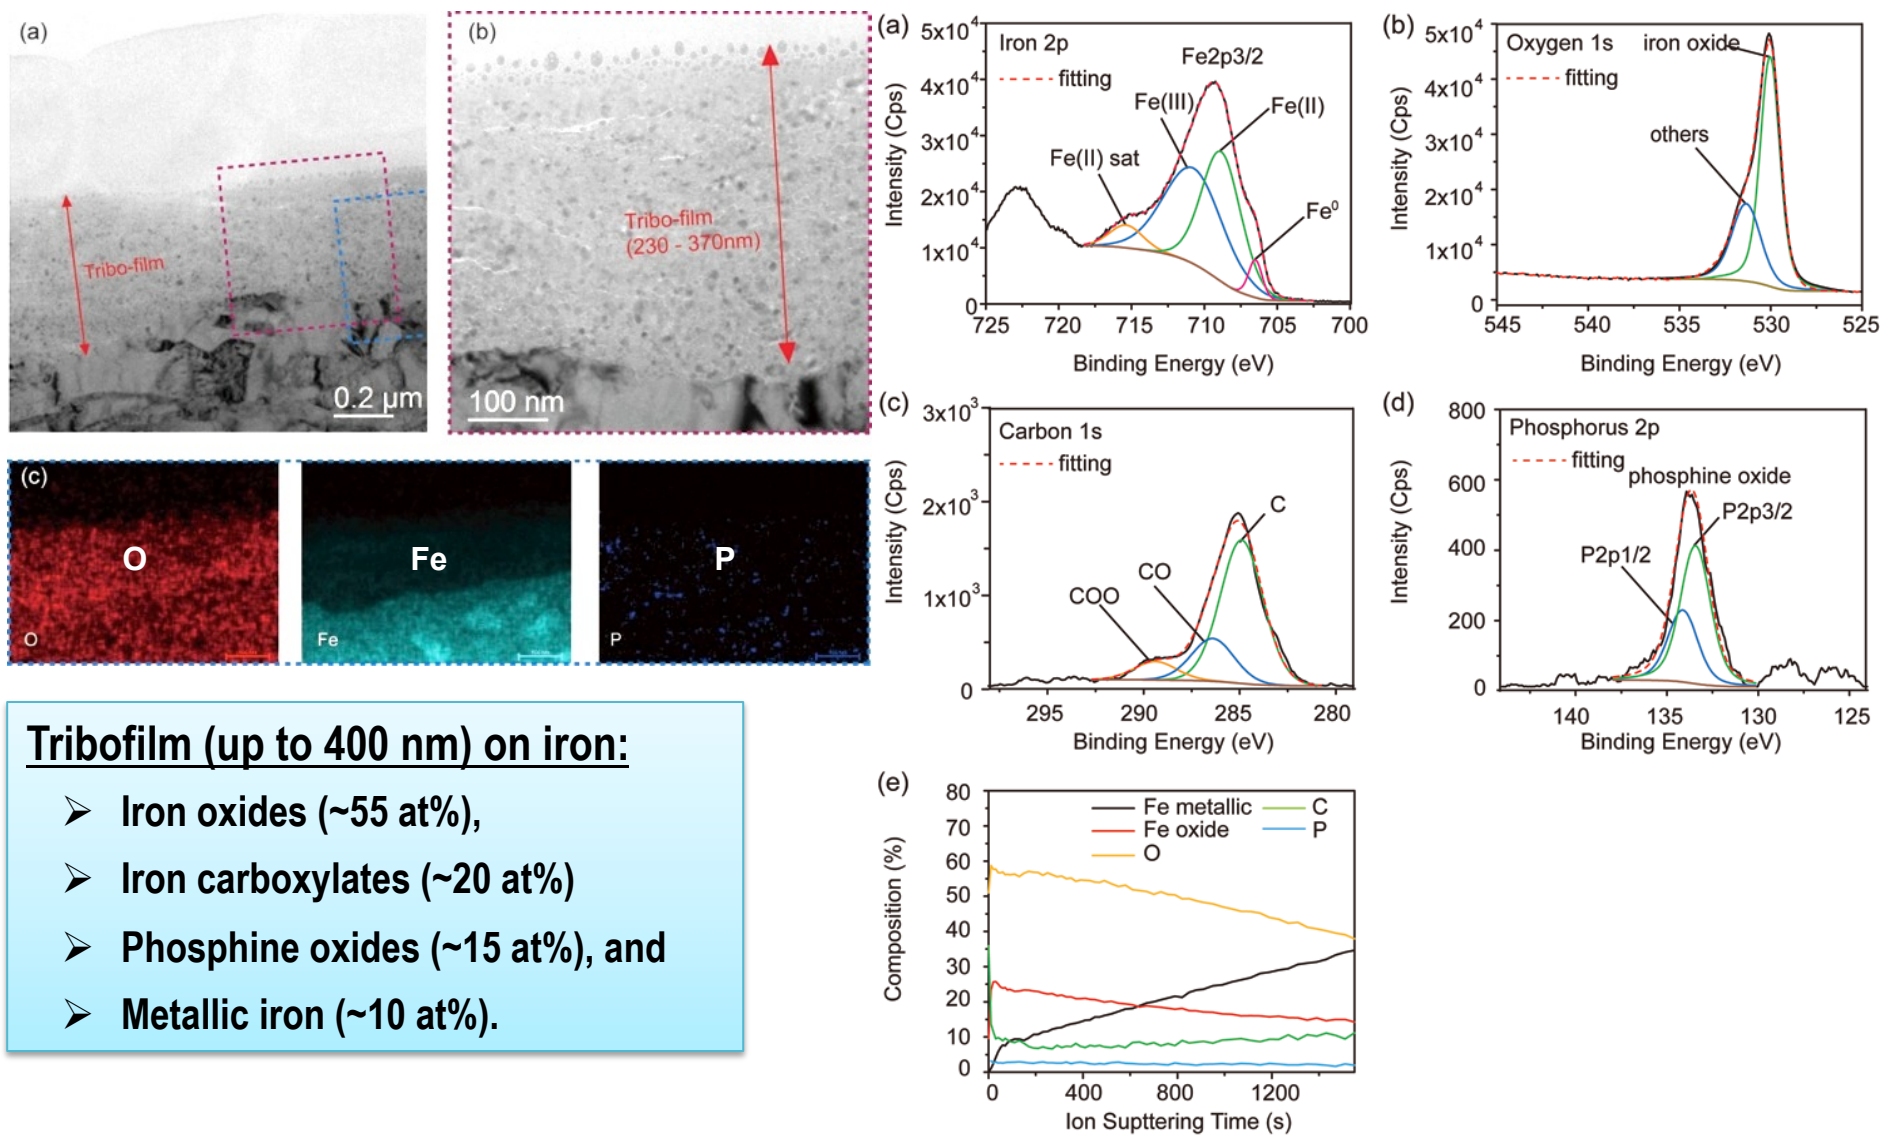 (a)
Tribo-film
0.2 µm
(b)
Tribo-film
(230 - 370nm)
100 nm
(c)
O
O
Fe
Fe
P
P
Tribofilm (up to 400 nm) on iron:
➢ Iron oxides (~55 at%),
➢ Iron carboxylates (~20 at%)
➢ Phosphine oxides (~15 at%), and
➢ Metallic iron (~10 at%).
(a)
Iron 2p
fitting
Fe2p3/2
Fe(III)
Fe(II)
Fe(II) sat
Fe⁰
Intensity (Cps)
5x10⁴
4x10⁴
3x10⁴
2x10⁴
1x10⁴
0
725 720 715 710 705 700
Binding Energy (eV)
(b)
Oxygen 1s
iron oxide
fitting
others
Intensity (Cps)
5x10⁴
4x10⁴
3x10⁴
2x10⁴
1x10⁴
0
545 540 535 530 525
Binding Energy (eV)
(c)
Carbon 1s
fitting
C
CO
COO
Intensity (Cps)
3x10³
2x10³
1x10³
0
295 290 285 280
Binding Energy (eV)
(d)
Phosphorus 2p
fitting
phosphine oxide
P2p3/2
P2p1/2
Intensity (Cps)
800
600
400
200
0
140 135 130 125
Binding Energy (eV)
(e)
Fe metallic
C
Fe oxide
P
O
Composition (%)
80
70
60
50
40
30
20
10
0
0 400 800 1200
Ion Supttering Time (s)